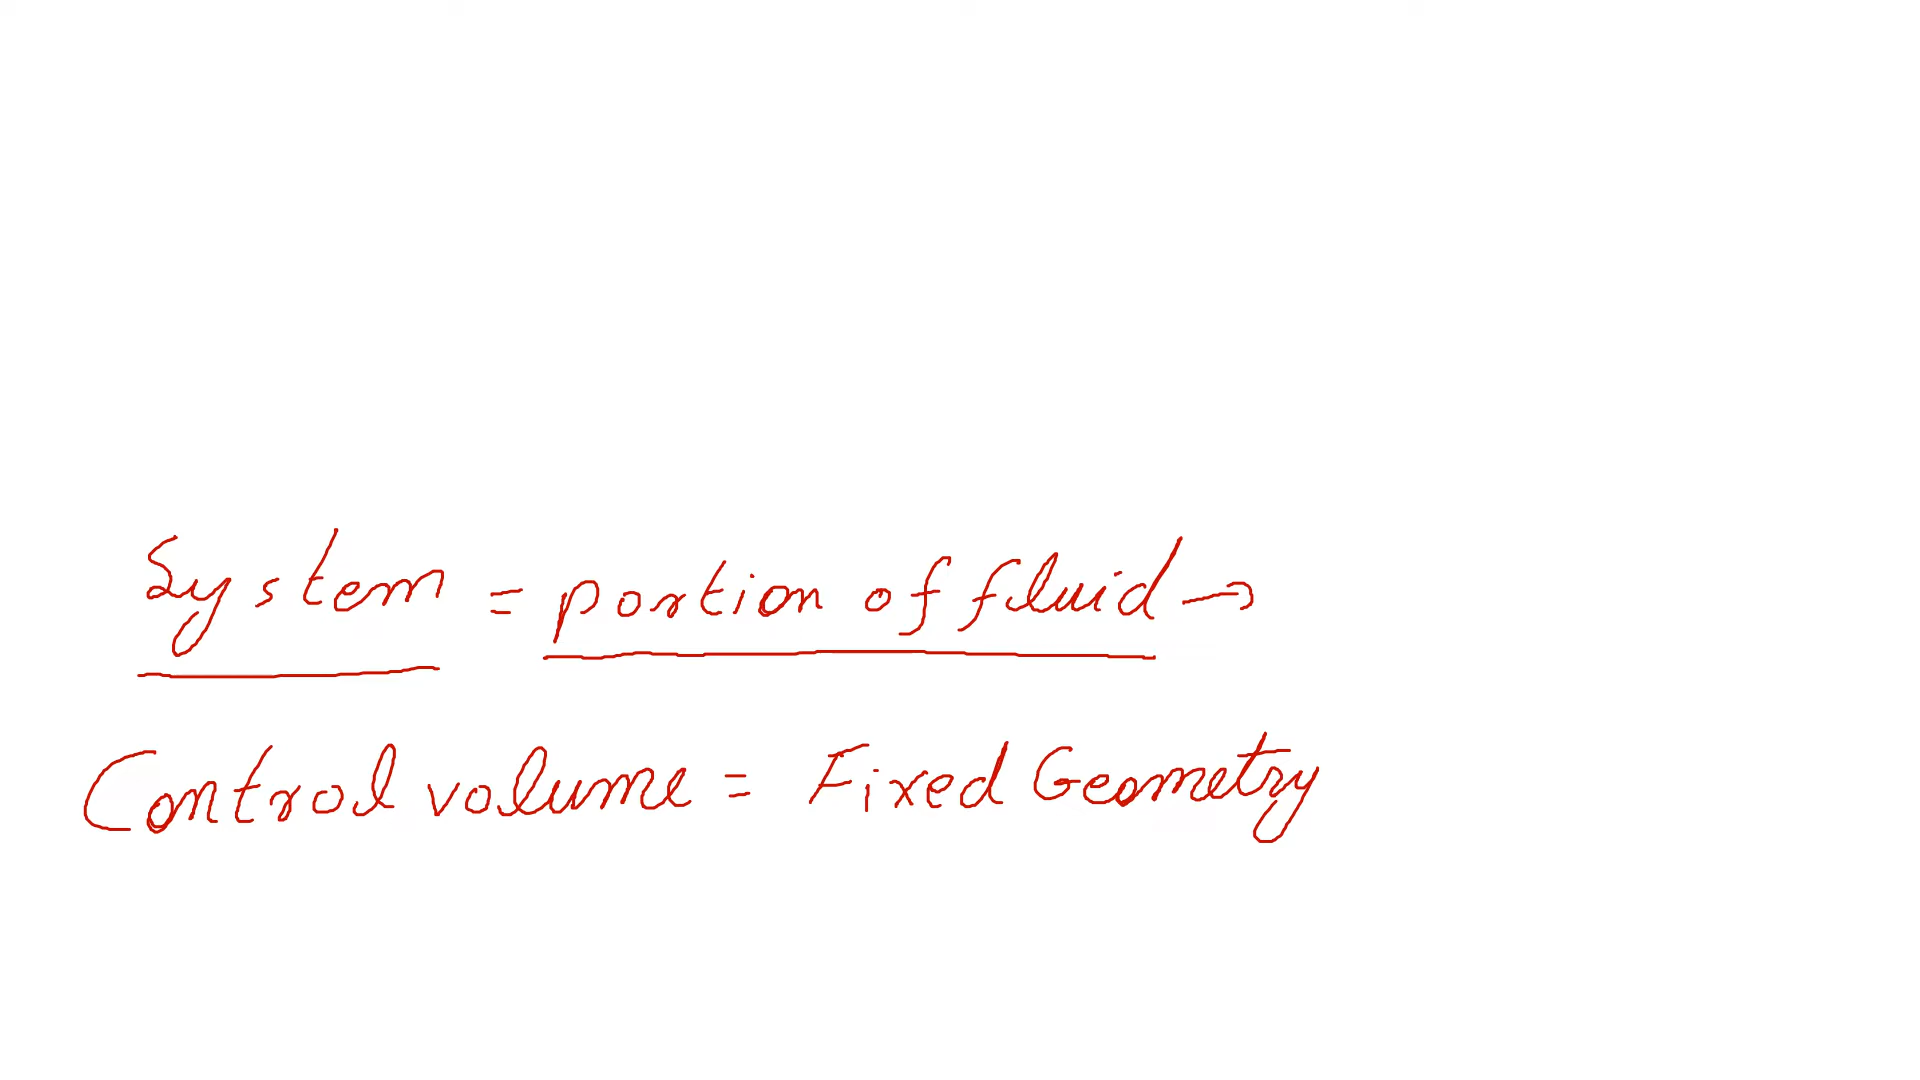 System = portion of fluid →
Control volume = Fixed Geometry